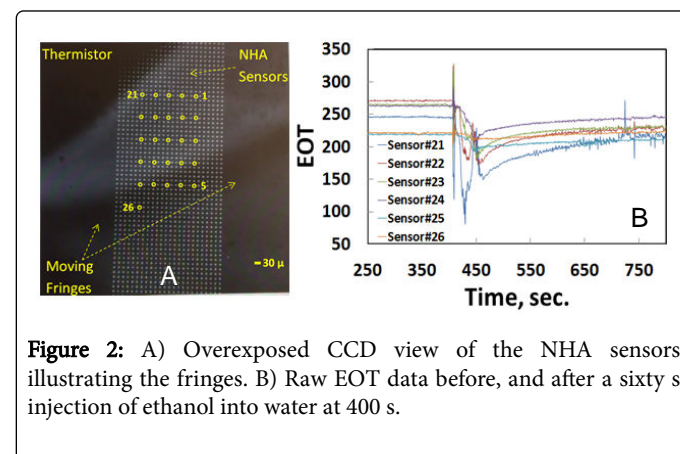 Thermistor
NHA
Sensors
21
1
5
26
Moving
Fringes
30 μ
A
EOT
350
300
250
200
150
100
50
Sensor#21
Sensor#22
Sensor#23
Sensor#24
Sensor#25
Sensor#26
B
250 350 450 550 650 750
Time, sec.
Figure 2: A) Overexposed CCD view of the NHA sensors
illustrating the fringes. B) Raw EOT data before, and after a sixty s
injection of ethanol into water at 400 s.